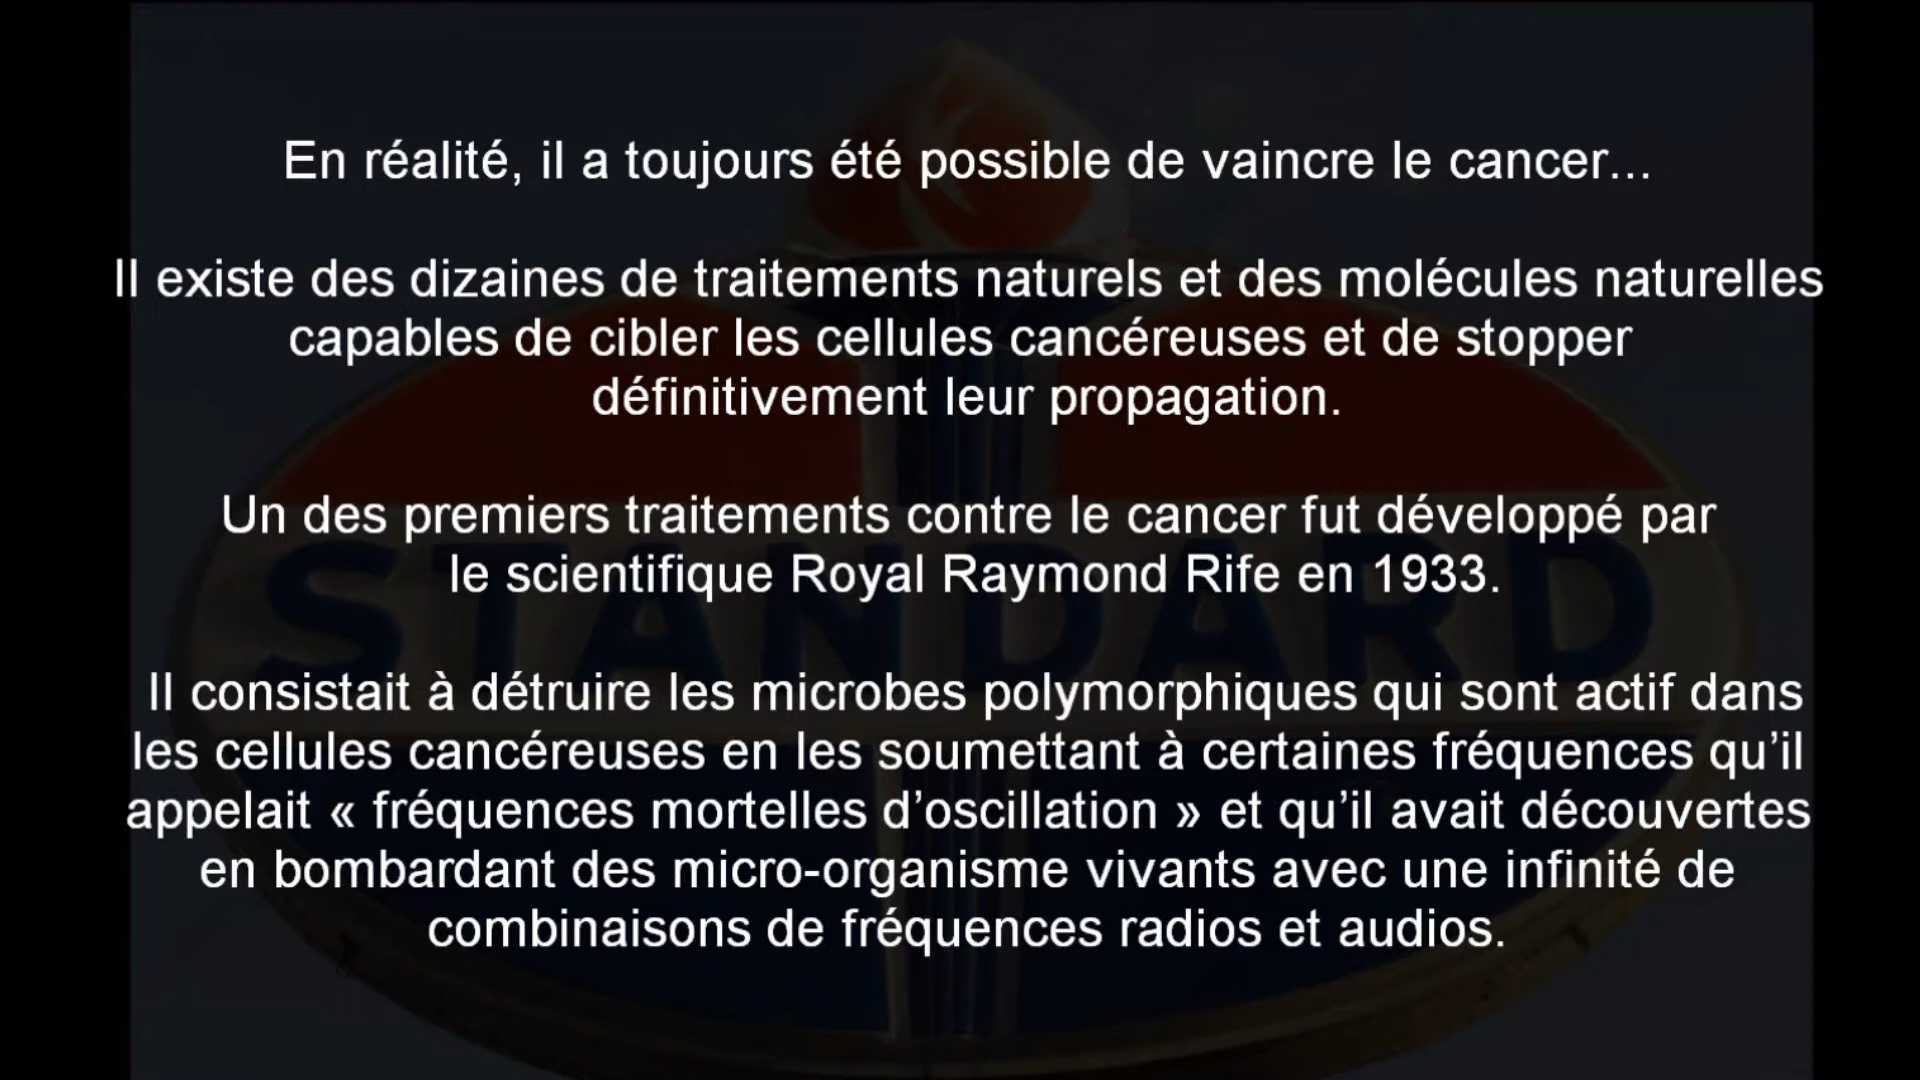 En réalité, il a toujours été possible de vaincre le cancer...
Il existe des dizaines de traitements naturels et des molécules naturelles
capables de cibler les cellules cancéreuses et de stopper
définitivement leur propagation.
Un des premiers traitements contre le cancer fut développé par
le scientifique Royal Raymond Rife en 1933.
Il consistait à détruire les microbes polymorphiques qui sont actif dans
les cellules cancéreuses en les soumettant à certaines fréquences qu’il
appelait « fréquences mortelles d’oscillation » et qu’il avait découvertes
en bombardant des micro-organisme vivants avec une infinité de
combinaisons de fréquences radios et audios.
STANDARD